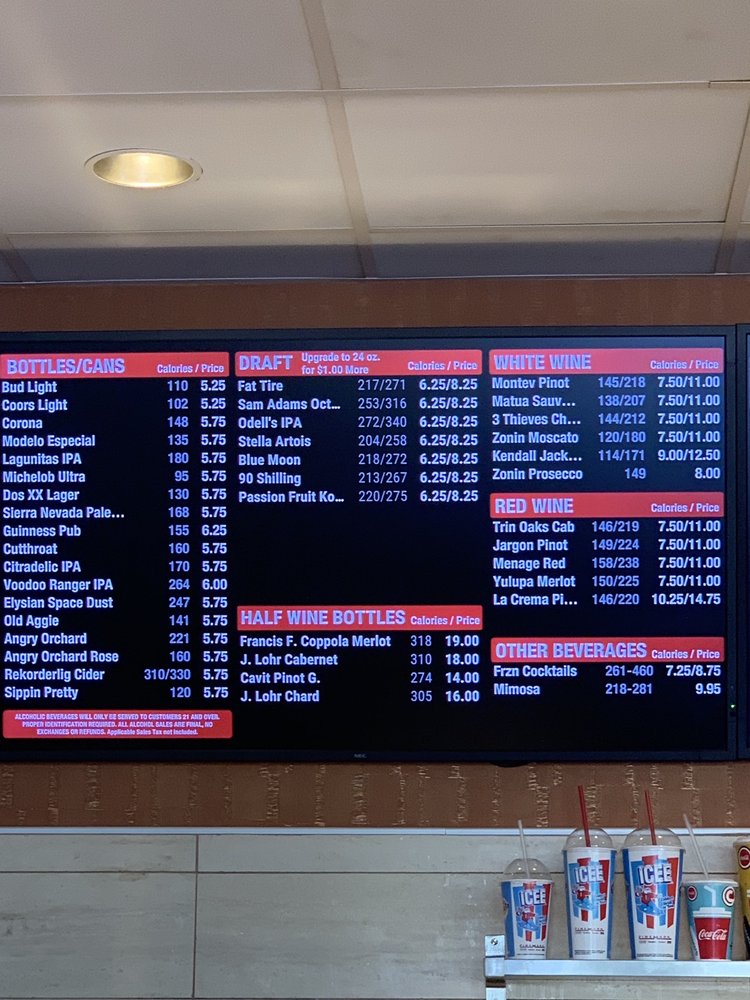 BOTTLES/CANS Calories / Price
Bud Light 110 5.25
Coors Light 102 5.25
Corona 148 5.75
Modelo Especial 135 5.75
Lagunitas IPA 180 5.75
Michelob Ultra 95 5.75
Dos XX Lager 130 5.75
Sierra Nevada Pale... 168 5.75
Guinness Pub 155 6.25
Cutthroat 160 5.75
Citradelic IPA 170 5.75
Voodoo Ranger IPA 264 6.00
Elysian Space Dust 247 5.75
Old Aggie 141 5.75
Angry Orchard 221 5.75
Angry Orchard Rose 160 5.75
Rekorderlig Cider 310/330 5.75
Sippin Pretty 120 5.75
ALCOHOLIC BEVERAGES WILL ONLY BE SERVED TO CUSTOMERS 21 AND OVER.
PROPER IDENTIFICATION REQUIRED. ALL ALCOHOL SALES ARE FINAL, NO
EXCHANGES OR REFUNDS. Applicable Sales Tax not included.
DRAFT Upgrade to 24 oz.
for $1.00 More Calories / Price
Fat Tire 217/271 6.25/8.25
Sam Adams Oct... 253/316 6.25/8.25
Odell's IPA 272/340 6.25/8.25
Stella Artois 204/258 6.25/8.25
Blue Moon 218/272 6.25/8.25
90 Shilling 213/267 6.25/8.25
Passion Fruit Ko... 220/275 6.25/8.25
HALF WINE BOTTLES Calories / Price
Francis F. Coppola Merlot 318 19.00
J. Lohr Cabernet 310 18.00
Cavit Pinot G. 274 14.00
J. Lohr Chard 305 16.00
WHITE WINE Calories / Price
Montev Pinot 145/218 7.50/11.00
Matua Sauv... 138/207 7.50/11.00
3 Thieves Ch... 144/212 7.50/11.00
Zonin Moscato 120/180 7.50/11.00
Kendall Jack... 114/171 9.00/12.50
Zonin Prosecco 149 8.00
RED WINE Calories / Price
Trin Oaks Cab 146/219 7.50/11.00
Jargon Pinot 149/224 7.50/11.00
Menage Red 158/238 7.50/11.00
Yulupa Merlot 150/225 7.50/11.00
La Crema Pi... 146/220 10.25/14.75
OTHER BEVERAGES Calories / Price
Frzn Cocktails 261-460 7.25/8.75
Mimosa 218-281 9.95
NEC
ICEE
CINEMARK
ICEE
CINEMARK
ICEE
CINEMARK
Coca-Cola